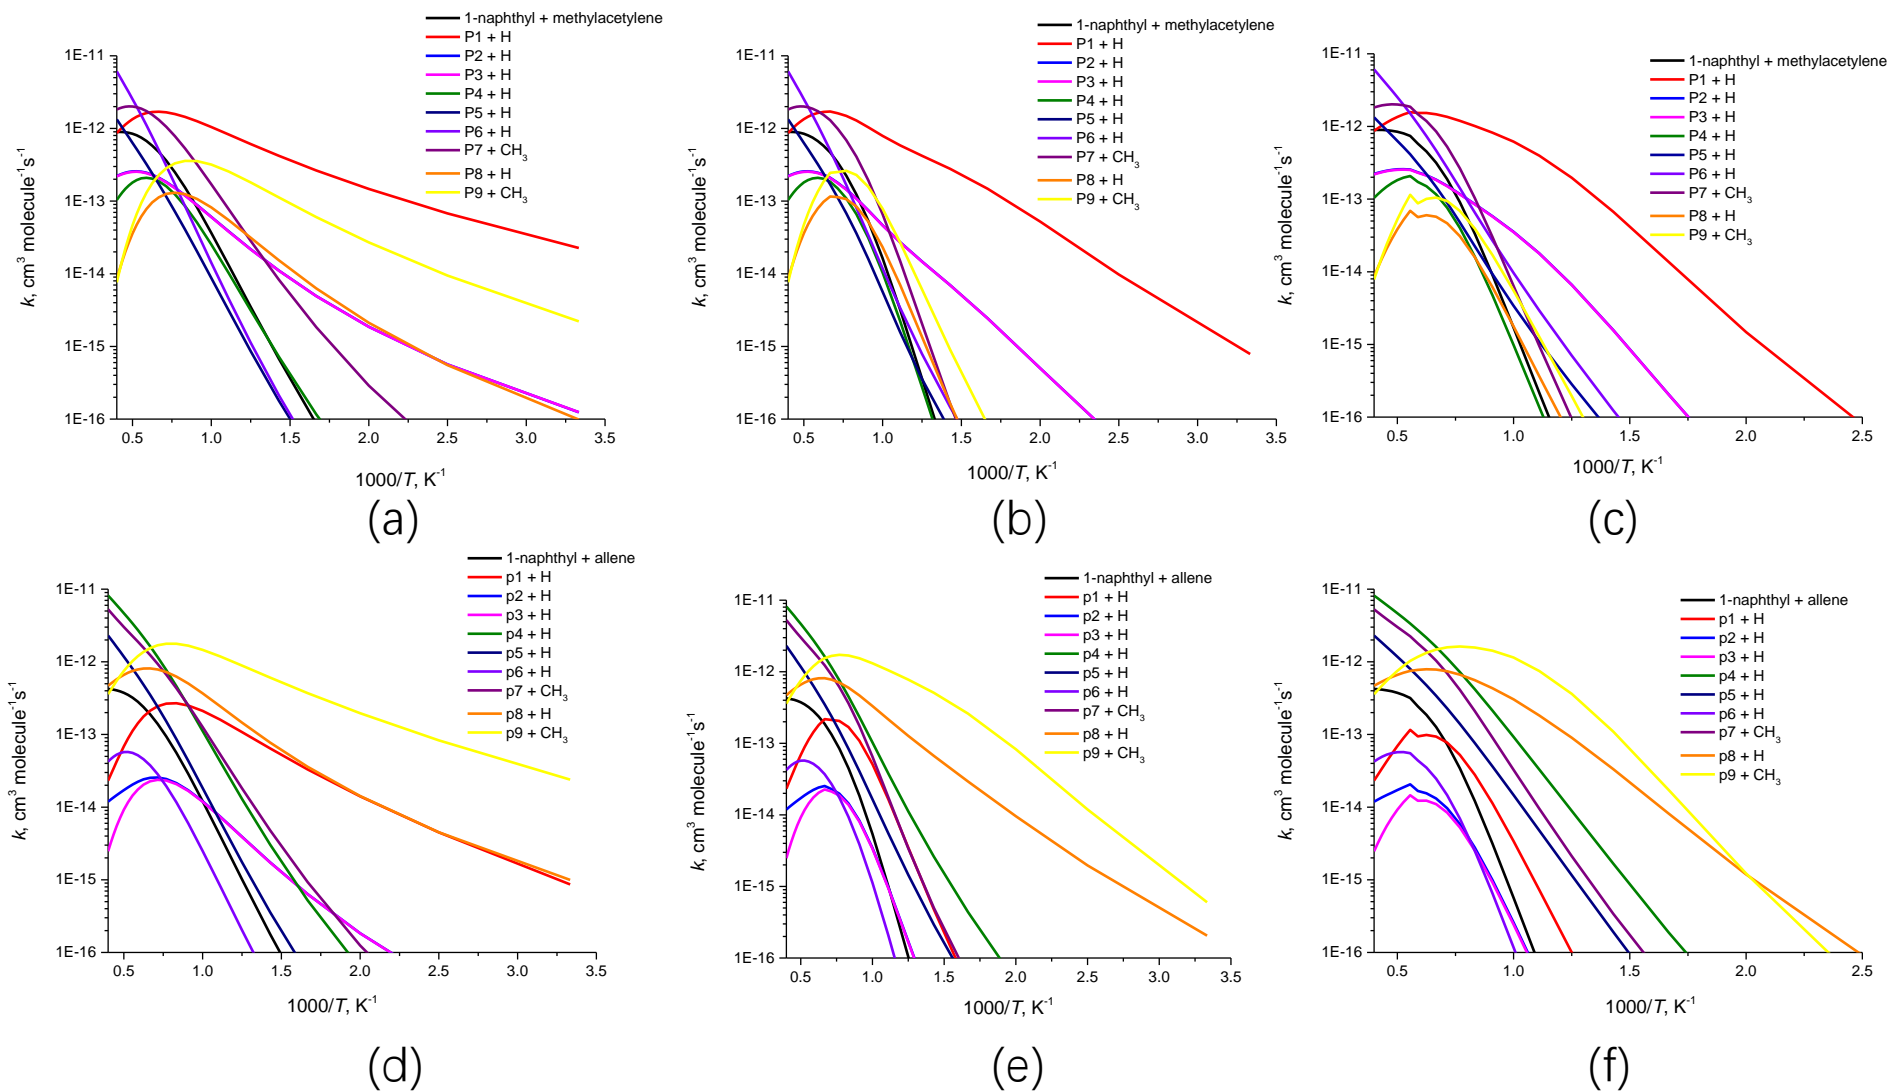 1-naphthyl + methylacetylene
P1 + H
P2 + H
P3 + H
P4 + H
P5 + H
P6 + H
P7 + CH3
P8 + H
P9 + CH3
1E-11
1E-12
1E-13
1E-14
1E-15
1E-16
k, cm3 molecule-1s-1
0.5 1.0 1.5 2.0 2.5 3.0 3.5
1000/T, K-1
(a)
1-naphthyl + methylacetylene
P1 + H
P2 + H
P3 + H
P4 + H
P5 + H
P6 + H
P7 + CH3
P8 + H
P9 + CH3
1E-11
1E-12
1E-13
1E-14
1E-15
1E-16
k, cm3 molecule-1s-1
0.5 1.0 1.5 2.0 2.5 3.0 3.5
1000/T, K-1
(b)
1-naphthyl + methylacetylene
P1 + H
P2 + H
P3 + H
P4 + H
P5 + H
P6 + H
P7 + CH3
P8 + H
P9 + CH3
1E-11
1E-12
1E-13
1E-14
1E-15
1E-16
k, cm3 molecule-1s-1
0.5 1.0 1.5 2.0 2.5
1000/T, K-1
(c)
1-naphthyl + allene
p1 + H
p2 + H
p3 + H
p4 + H
p5 + H
p6 + H
p7 + CH3
p8 + H
p9 + CH3
1E-11
1E-12
1E-13
1E-14
1E-15
1E-16
k, cm3 molecule-1s-1
0.5 1.0 1.5 2.0 2.5 3.0 3.5
1000/T, K-1
(d)
1-naphthyl + allene
p1 + H
p2 + H
p3 + H
p4 + H
p5 + H
p6 + H
p7 + CH3
p8 + H
p9 + CH3
1E-11
1E-12
1E-13
1E-14
1E-15
1E-16
k, cm3 molecule-1s-1
0.5 1.0 1.5 2.0 2.5 3.0 3.5
1000/T, K-1
(e)
1-naphthyl + allene
p1 + H
p2 + H
p3 + H
p4 + H
p5 + H
p6 + H
p7 + CH3
p8 + H
p9 + CH3
1E-11
1E-12
1E-13
1E-14
1E-15
1E-16
k, cm3 molecule-1s-1
0.5 1.0 1.5 2.0 2.5
1000/T, K-1
(f)